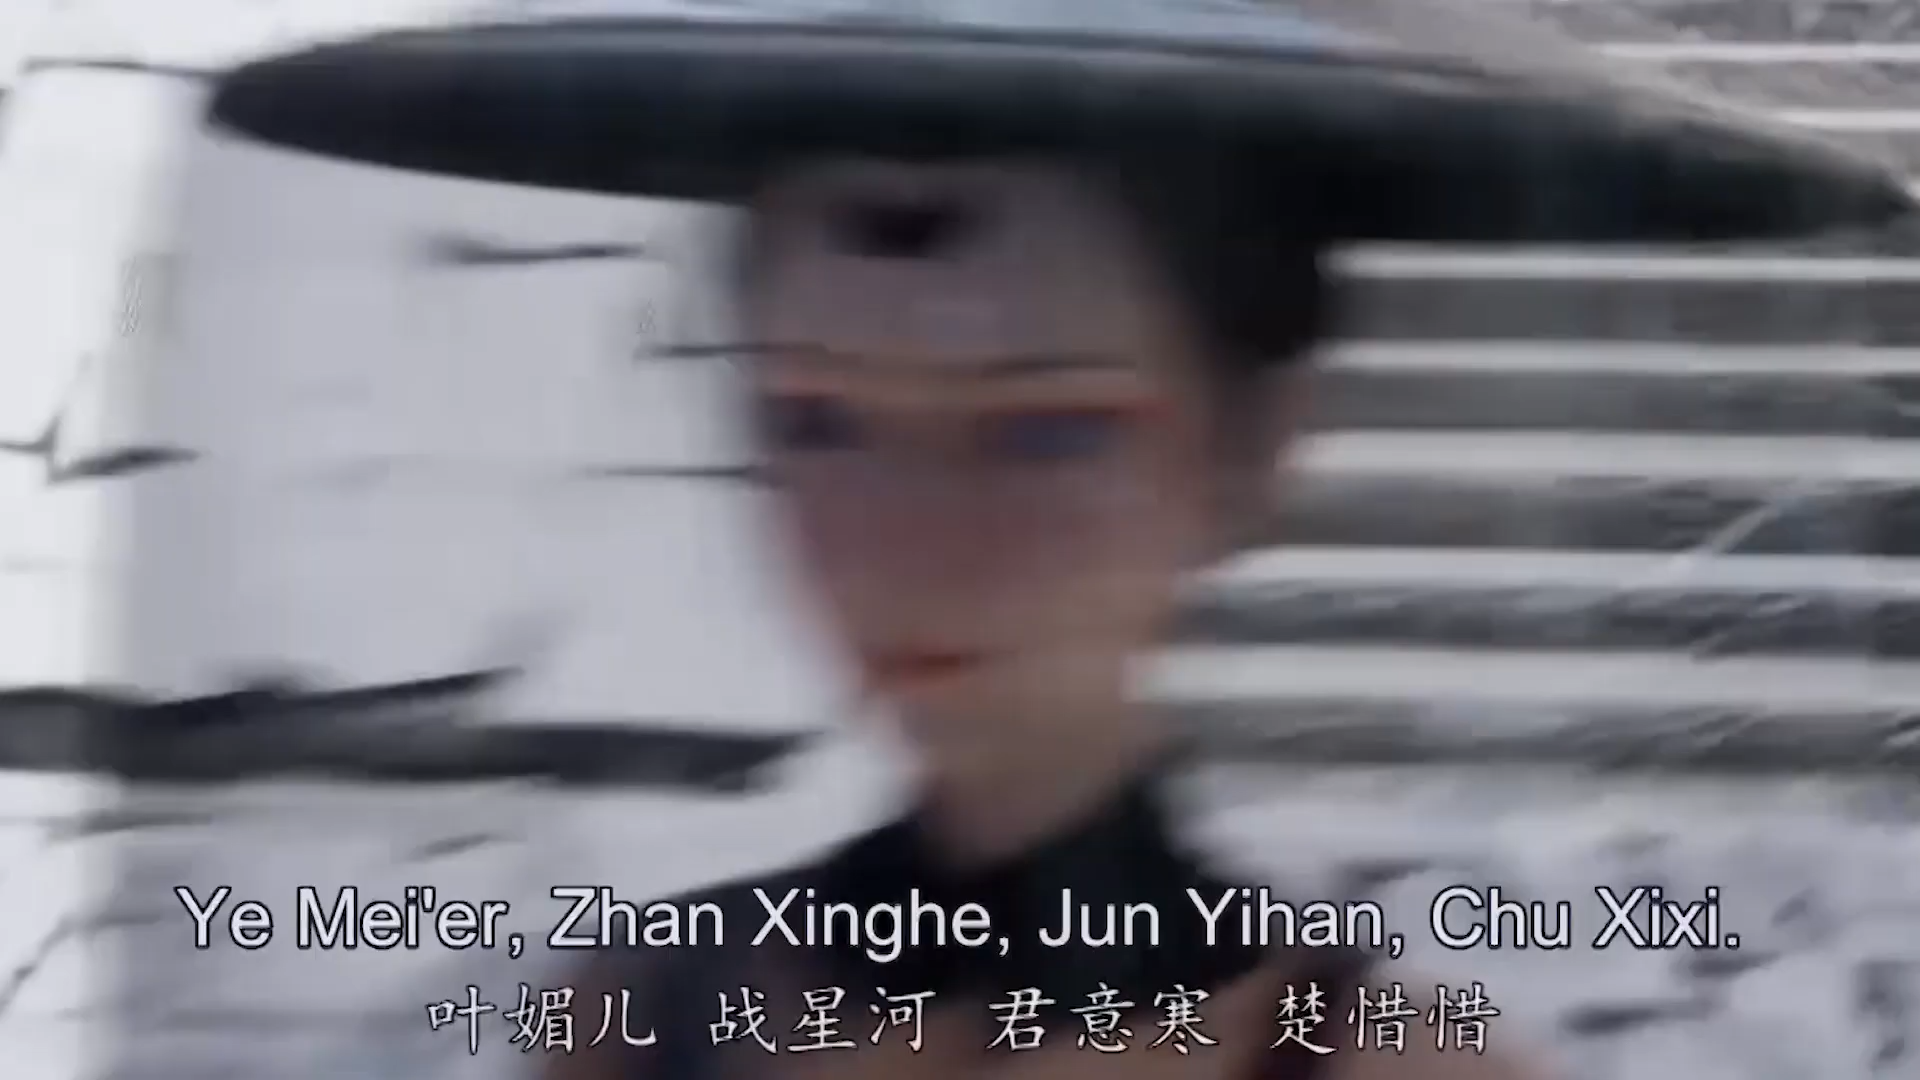 Ye Mei'er, Zhan Xinghe, Jun Yihan, Chu Xixi.
叶媚儿 战星河 君意寒 楚惜惜